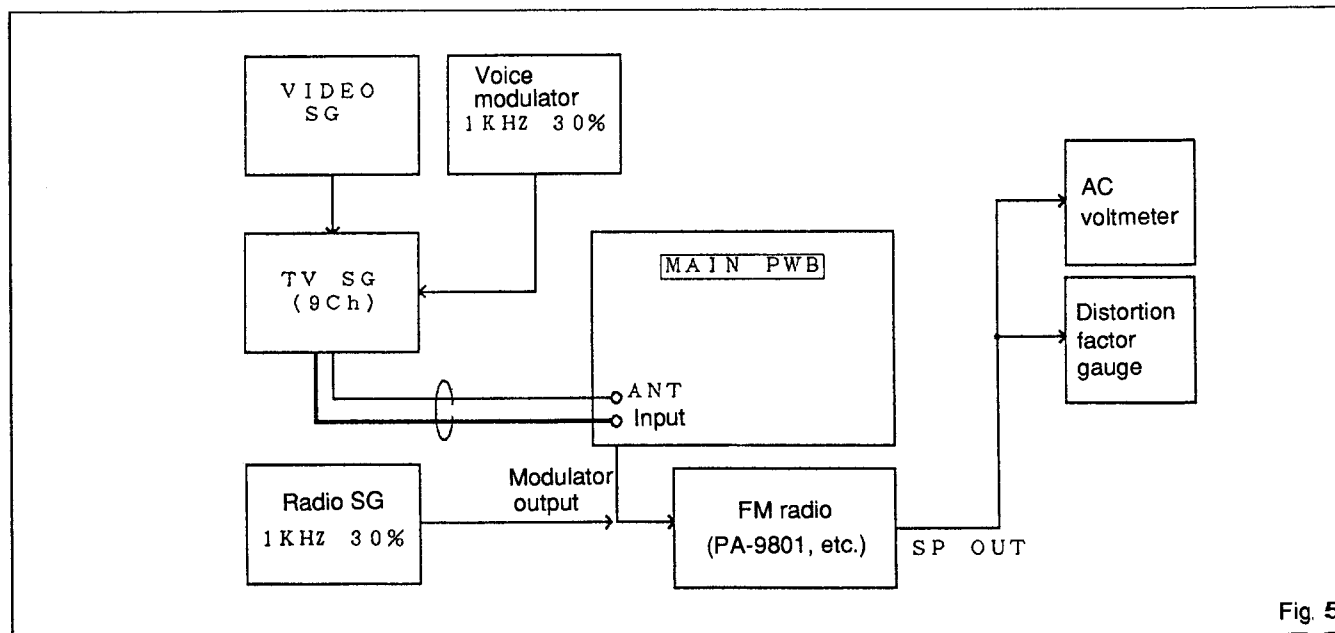 VIDEO
SG
Voice
modulator
1KHZ 30%
AC
voltmeter
TV SG
(9Ch)
MAIN PWB
Distortion
factor
gauge
ANT
Input
Radio SG
1KHZ 30%
Modulator
output
FM radio
(PA-9801, etc.)
SP OUT
Fig. 5